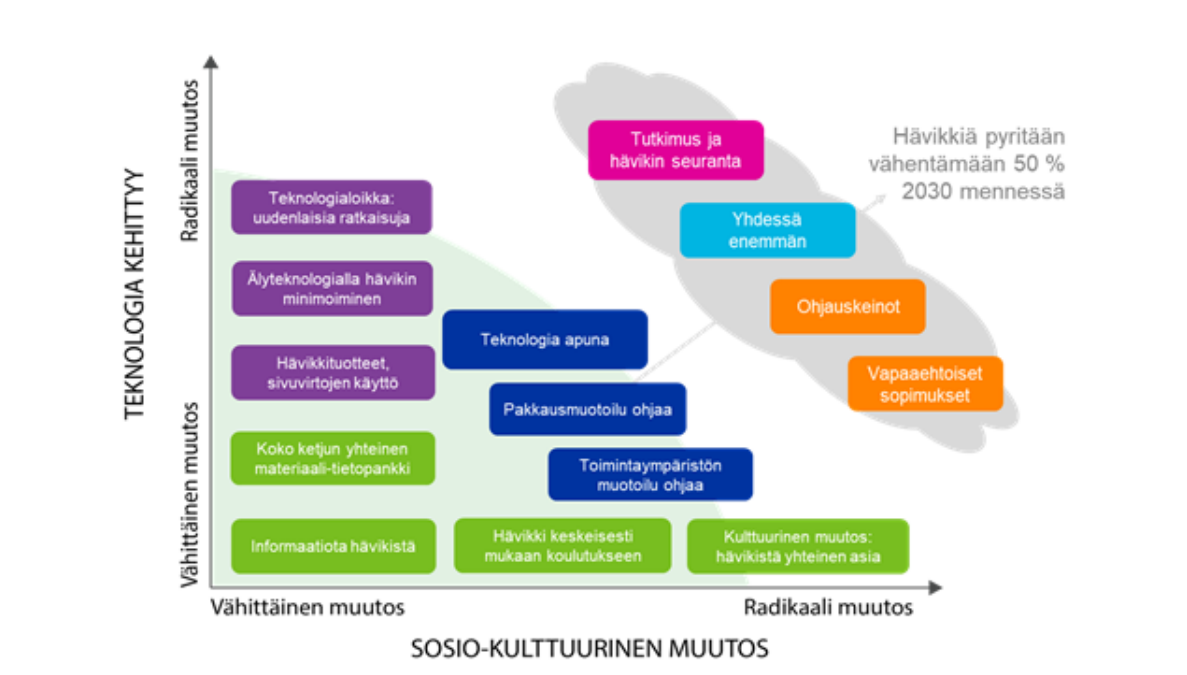 TEKNOLOGIA KEHITTYY
Radikaali muutos
Vähittäinen muutos
Tutkimus ja
hävikin seuranta
Hävikkiä pyritään
vähentämään 50 %
2030 mennessä
Teknologialoikka:
uudenlaisia ratkaisuja
Yhdessä
enemmän
Älyteknologialla hävikin
minimoiminen
Ohjauskeinot
Teknologia apuna
Hävikkituotteet,
sivuvirtojen käyttö
Vapaaehtoiset
sopimukset
Pakkausmuotoilu ohjaa
Koko ketjun yhteinen
materiaali-tietopankki
Toimintaympäristön
muotoilu ohjaa
Informaatiota hävikistä
Hävikki keskeisesti
mukaan koulutukseen
Kulttuurinen muutos:
hävikistä yhteinen asia
Vähittäinen muutos
Radikaali muutos
SOSIO-KULTTUURINEN MUUTOS